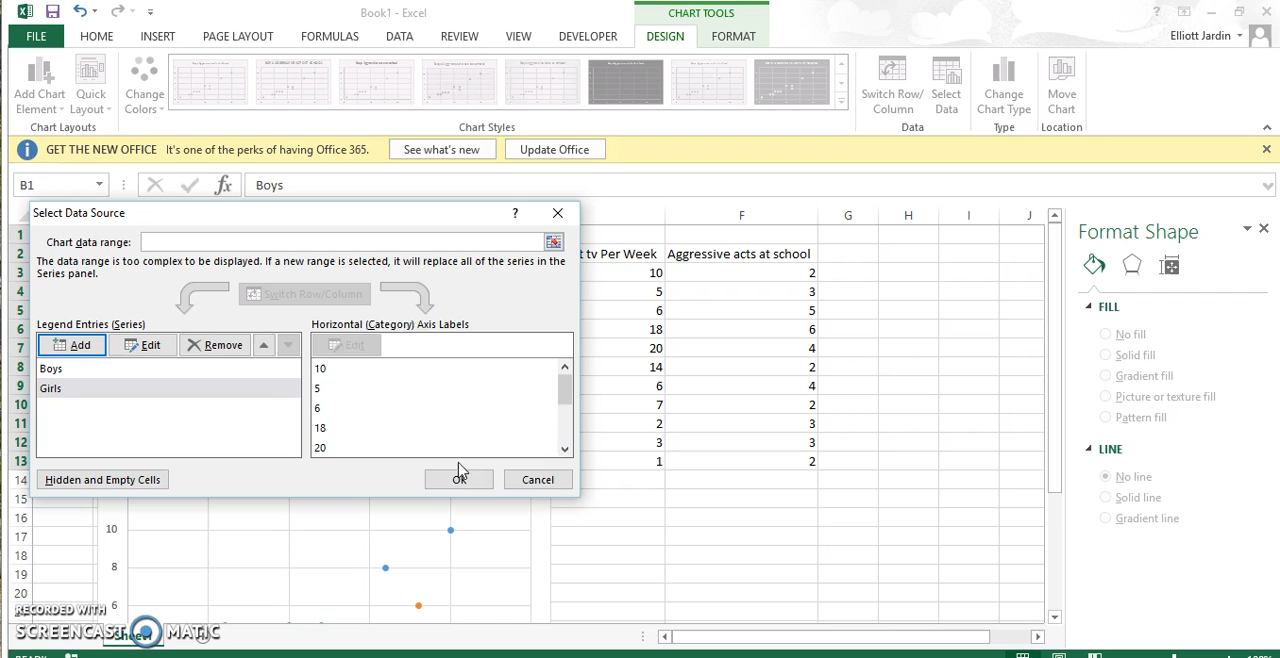 Book1 - Excel
CHART TOOLS
?
FILE HOME INSERT PAGE LAYOUT FORMULAS DATA REVIEW VIEW DEVELOPER DESIGN FORMAT
Elliott Jardin
Add Chart Element
Quick Layout
Change Colors
Switch Row/ Column
Select Data
Change Chart Type
Move Chart
Chart Layouts Chart Styles Data Type Location
GET THE NEW OFFICE It's one of the perks of having Office 365. See what's new Update Office
B1 fx Boys
Select Data Source ?
Chart data range:
The data range is too complex to be displayed. If a new range is selected, it will replace all of the series in the
Series panel.
Switch Row/Column
Legend Entries (Series) Horizontal (Category) Axis Labels
Add Edit Remove Edit
Boys
Girls
10
5
6
18
20
Hidden and Empty Cells OK Cancel
F G H I J
1
2 t tv Per Week Aggressive acts at school
3 10 2
4 5 3
5 6 5
6 18 6
7 20 4
8 14 2
9 6 4
10 7 2
11 2 3
12 3 3
13 1 2
14
15
16
17
18
19
20
10
8
6
Format Shape
FILL
No fill
Solid fill
Gradient fill
Picture or texture fill
Pattern fill
LINE
No line
Solid line
Gradient line
RECORDED WITH
SCREENCAST MATIC